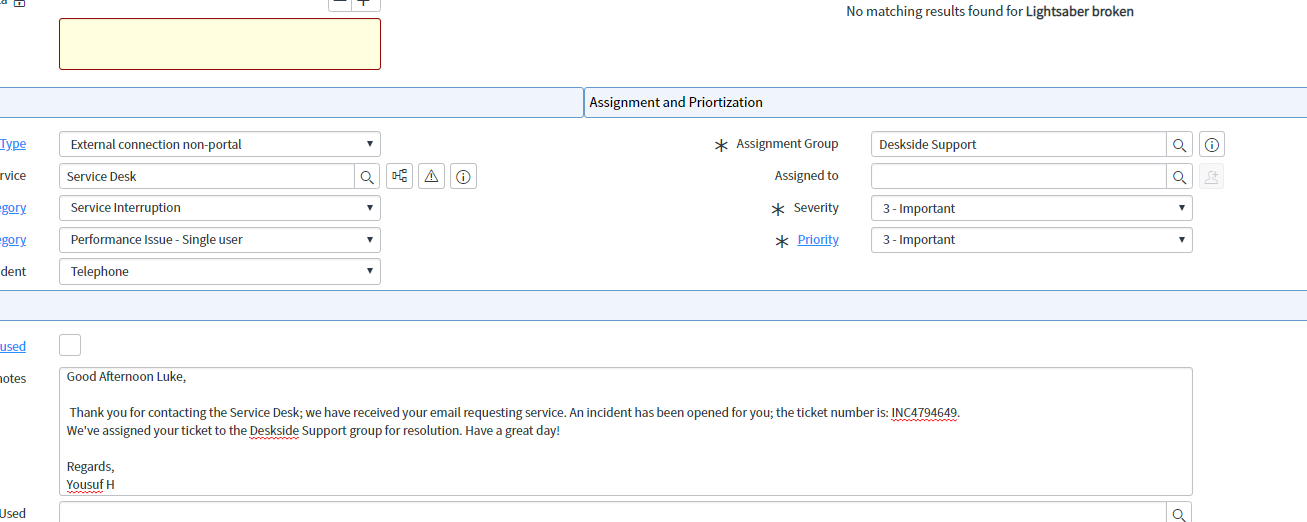 No matching results found for Lightsaber broken
Assignment and Priortization
Type External connection non-portal
Assignment Group Deskside Support
rvice Service Desk
Assigned to
egory Service Interruption
Severity 3 - Important
egory Performance Issue - Single user
Priority 3 - Important
dent Telephone
used
notes
Good Afternoon Luke,
Thank you for contacting the Service Desk; we have received your email requesting service. An incident has been opened for you; the ticket number is: INC4794649.
We've assigned your ticket to the Deskside Support group for resolution. Have a great day!
Regards,
Yousuf H
Used